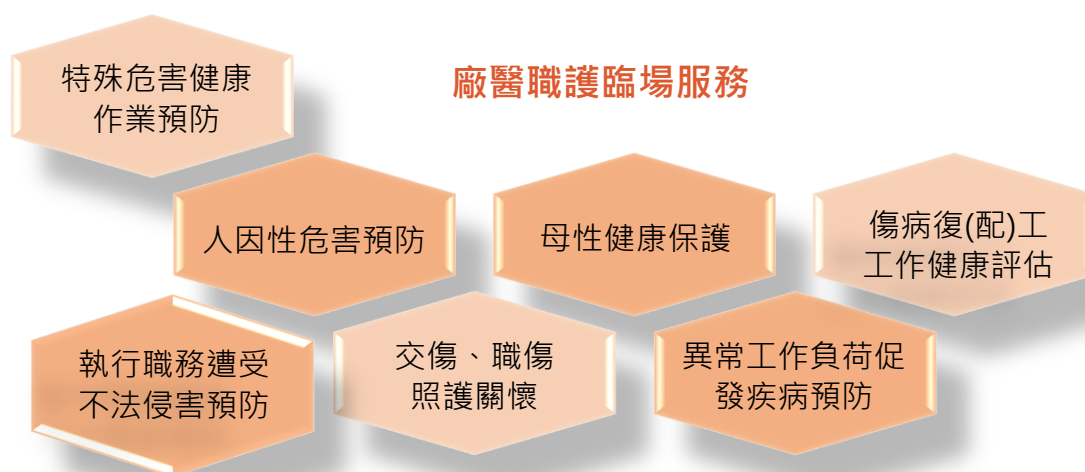 特殊危害健康
作業預防
廠醫職護臨場服務
人因性危害預防
母性健康保護
傷病復(配)工
工作健康評估
執行職務遭受
不法侵害預防
交傷、職傷
照護關懷
異常工作負荷促
發疾病預防